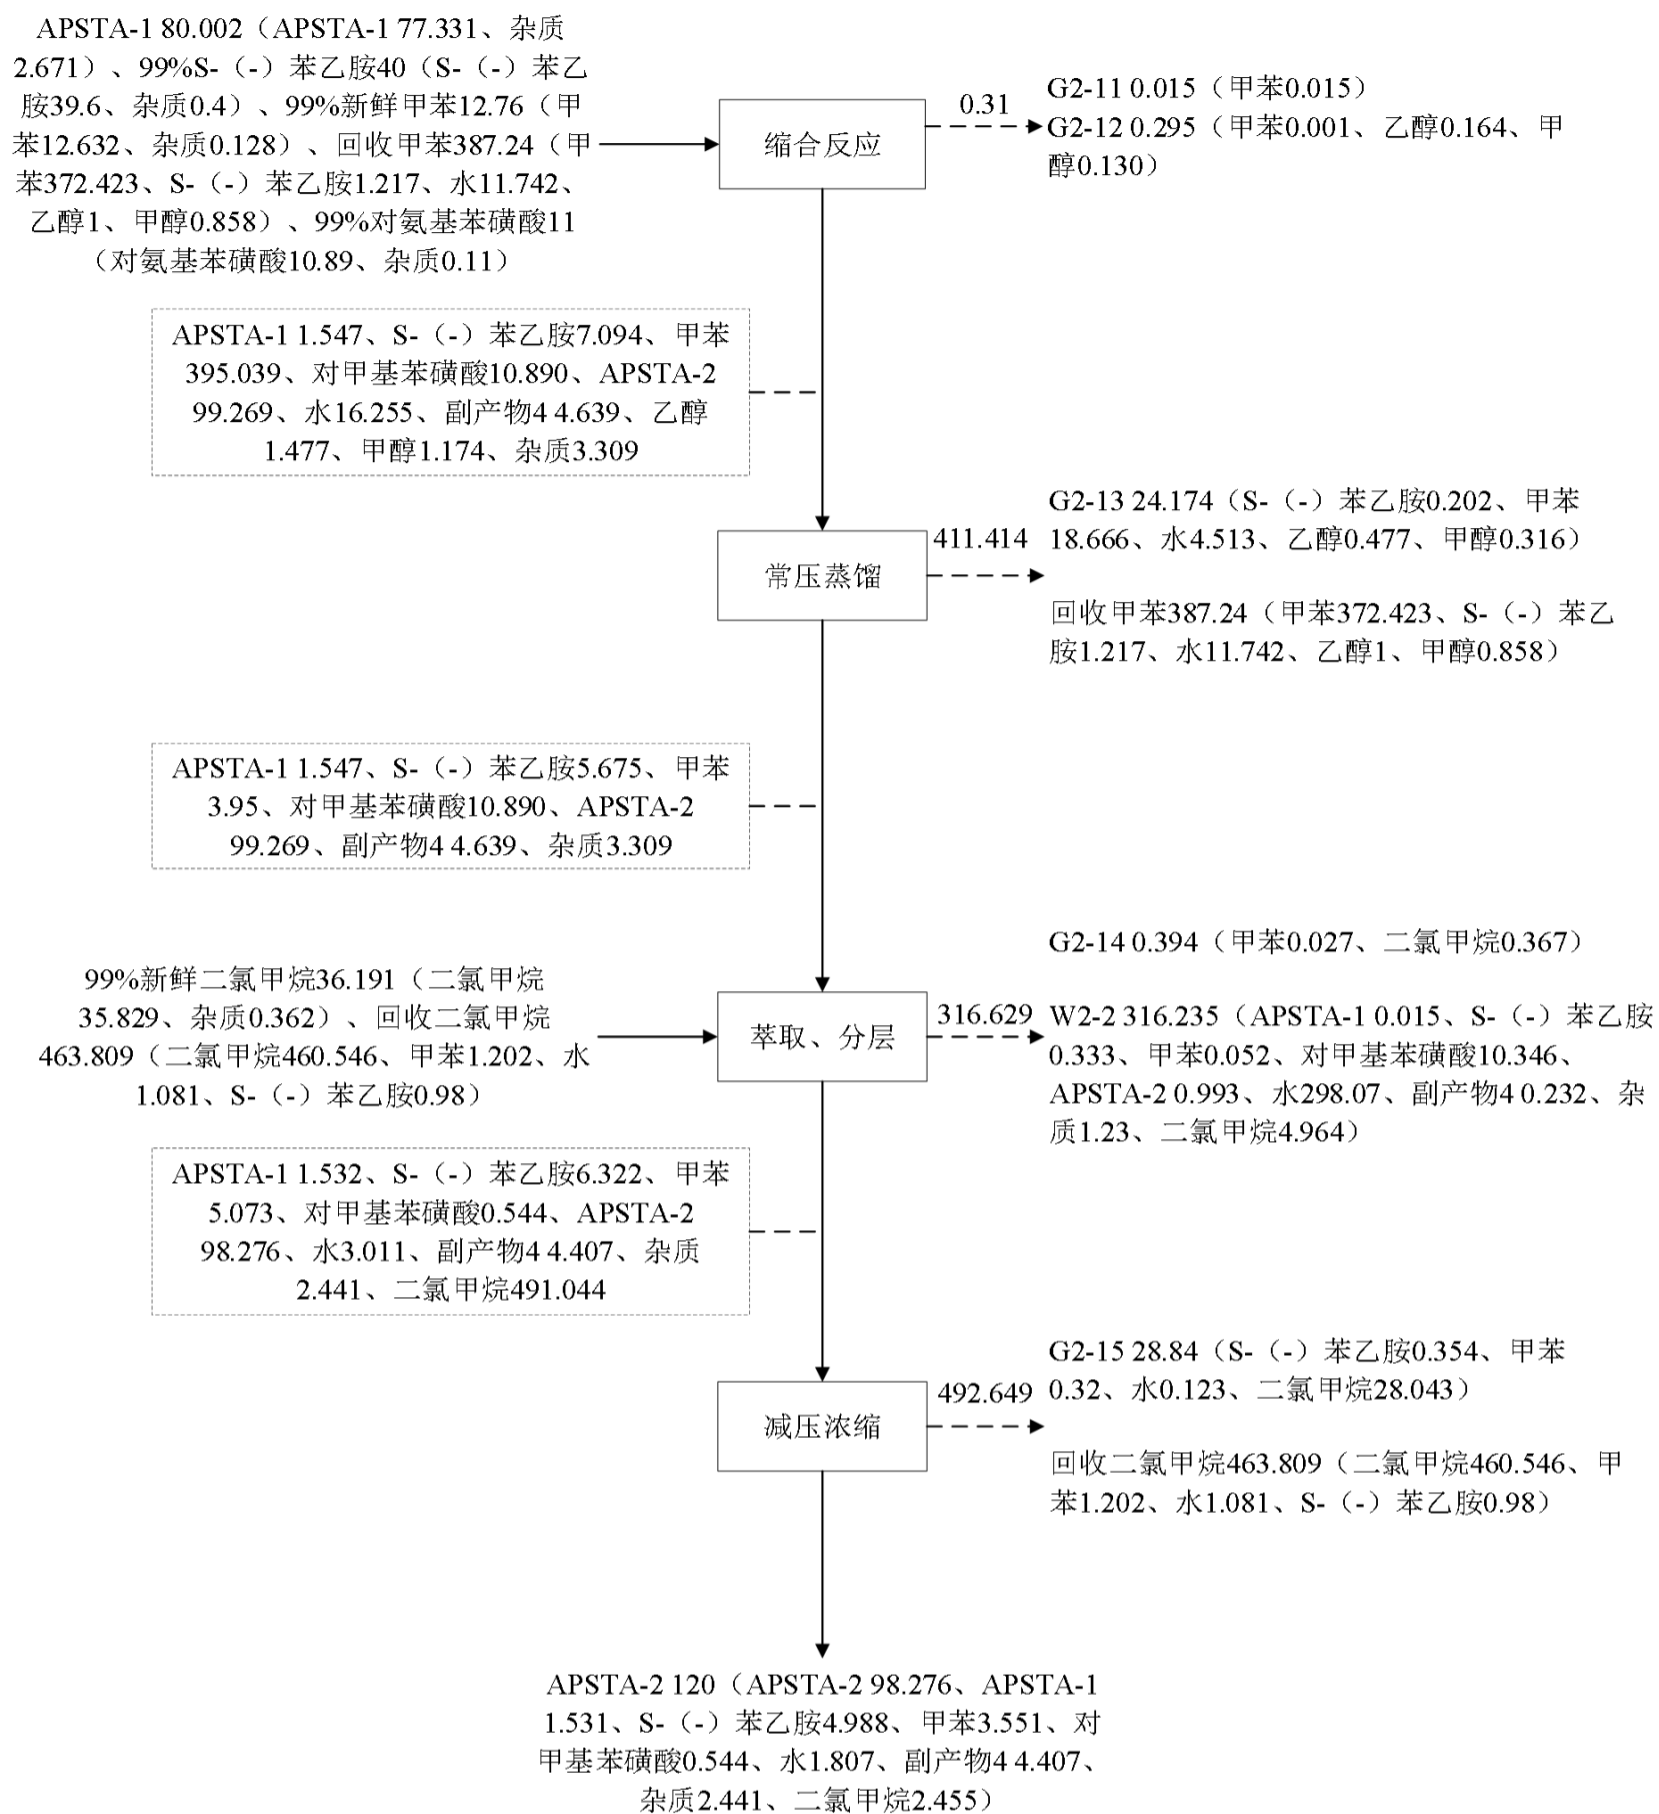 APSTA-1 80.002（APSTA-1 77.331、杂质
2.671）、99%S-（-）苯乙胺40（S-（-）苯乙
胺39.6、杂质0.4）、99%新鲜甲苯12.76（甲
苯12.632、杂质0.128）、回收甲苯387.24（甲
苯372.423、S-（-）苯乙胺1.217、水11.742、
乙醇1、甲醇0.858）、99%对氨基苯磺酸11
（对氨基苯磺酸10.89、杂质0.11）
缩合反应
0.31
G2-11 0.015（甲苯0.015）
G2-12 0.295（甲苯0.001、乙醇0.164、甲
醇0.130）
APSTA-1 1.547、S-（-）苯乙胺7.094、甲苯
395.039、对甲基苯磺酸10.890、APSTA-2
99.269、水16.255、副产物4 4.639、乙醇
1.477、甲醇1.174、杂质3.309
常压蒸馏
411.414
G2-13 24.174（S-（-）苯乙胺0.202、甲苯
18.666、水4.513、乙醇0.477、甲醇0.316）
回收甲苯387.24（甲苯372.423、S-（-）苯乙
胺1.217、水11.742、乙醇1、甲醇0.858）
APSTA-1 1.547、S-（-）苯乙胺5.675、甲苯
3.95、对甲基苯磺酸10.890、APSTA-2
99.269、副产物4 4.639、杂质3.309
99%新鲜二氯甲烷36.191（二氯甲烷
35.829、杂质0.362）、回收二氯甲烷
463.809（二氯甲烷460.546、甲苯1.202、水
1.081、S-（-）苯乙胺0.98）
萃取、分层
316.629
G2-14 0.394（甲苯0.027、二氯甲烷0.367）
W2-2 316.235（APSTA-1 0.015、S-（-）苯乙胺
0.333、甲苯0.052、对甲基苯磺酸10.346、
APSTA-2 0.993、水298.07、副产物4 0.232、杂
质1.23、二氯甲烷4.964）
APSTA-1 1.532、S-（-）苯乙胺6.322、甲苯
5.073、对甲基苯磺酸0.544、APSTA-2
98.276、水3.011、副产物4 4.407、杂质
2.441、二氯甲烷491.044
减压浓缩
492.649
G2-15 28.84（S-（-）苯乙胺0.354、甲苯
0.32、水0.123、二氯甲烷28.043）
回收二氯甲烷463.809（二氯甲烷460.546、甲
苯1.202、水1.081、S-（-）苯乙胺0.98）
APSTA-2 120（APSTA-2 98.276、APSTA-1
1.531、S-（-）苯乙胺4.988、甲苯3.551、对
甲基苯磺酸0.544、水1.807、副产物4 4.407、
杂质2.441、二氯甲烷2.455）